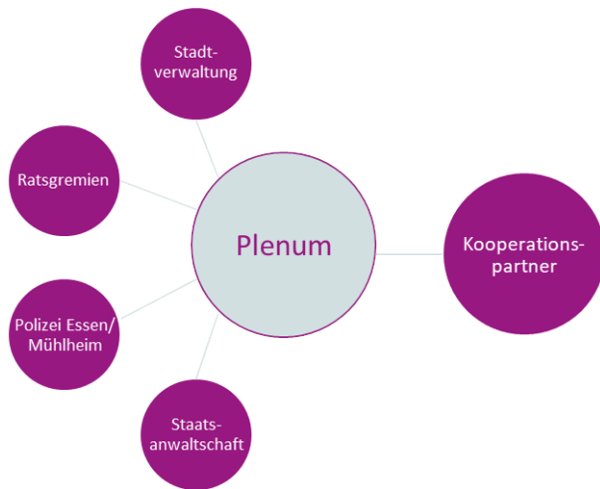 Stadt-
verwaltung
Ratsgremien
Plenum
Kooperations-
partner
Polizei Essen/
Mühlheim
Staats-
anwaltschaft